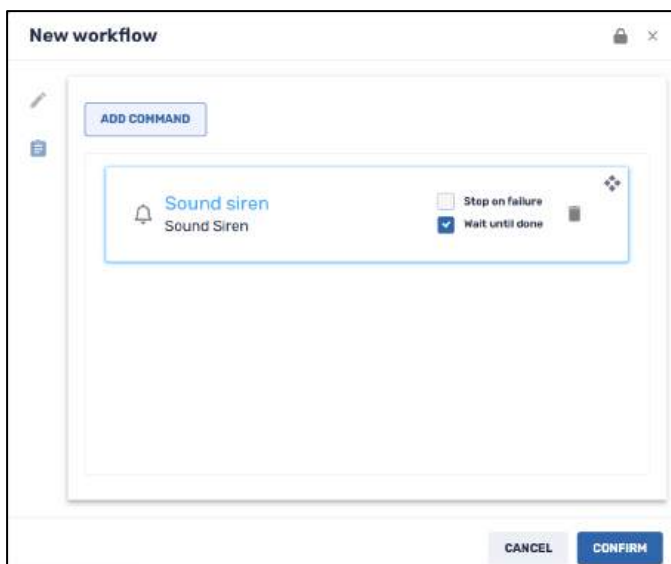 New workflow
ADD COMMAND
Sound siren
Sound Siren
Stop on failure
Wait until done
CANCEL
CONFIRM